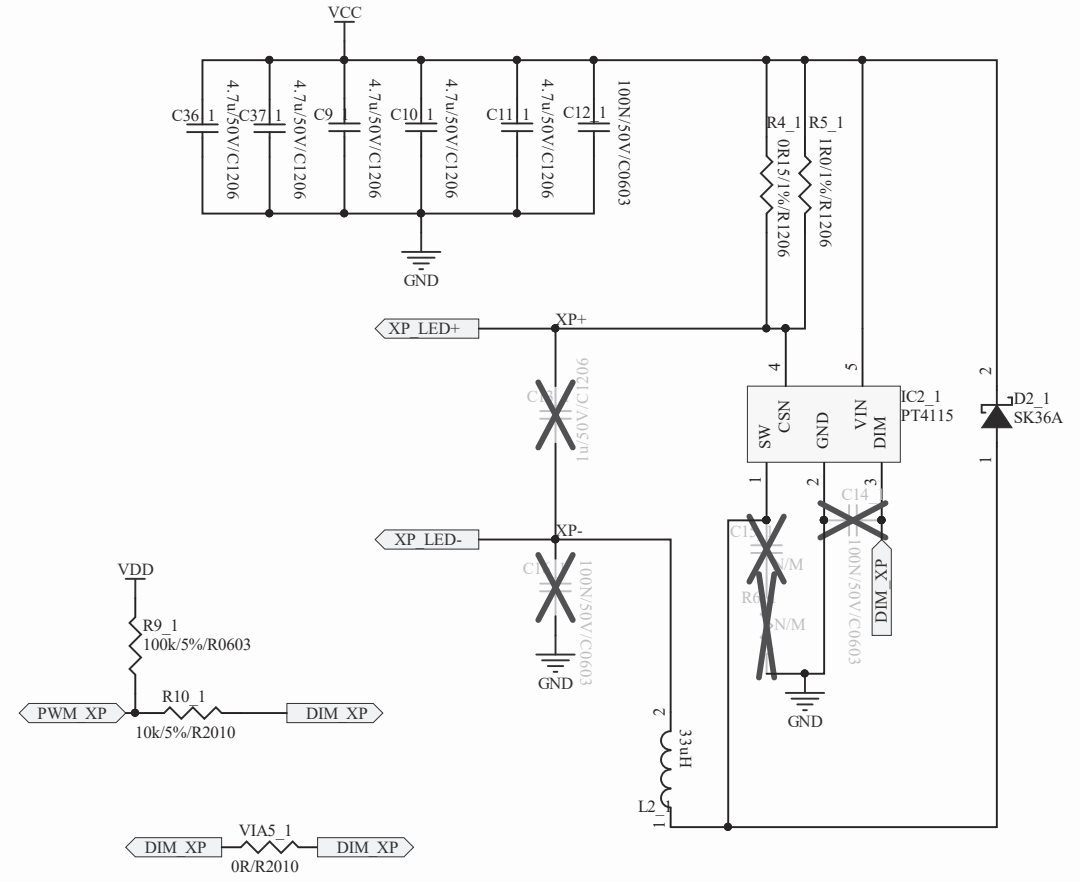 VCC
C36_1
4.7u/50V/C1206
C37_1
4.7u/50V/C1206
C9_1
4.7u/50V/C1206
C10_1
4.7u/50V/C1206
C11_1
4.7u/50V/C1206
C12_1
100N/50V/C0603
R4_1
0R15/1%/R1206
R5_1
1R0/1%/R1206
GND
XP_LED+
XP+
1u/50V/C1206
4
5
2
IC2_1
PT4115
SW
CSN
GND
VIN
DIM
D2_1
SK36A
1
1
2
3
C14
100N/50V/C0603
DIM_XP
N/M
N/M
GND
XP_LED-
XP-
100N/50V/C0603
GND
VDD
R9_1
100k/5%/R0603
PWM_XP
R10_1
10k/5%/R2010
DIM_XP
2
33uH
L2_1
1
DIM_XP
VIA5_1
0R/R2010
DIM_XP